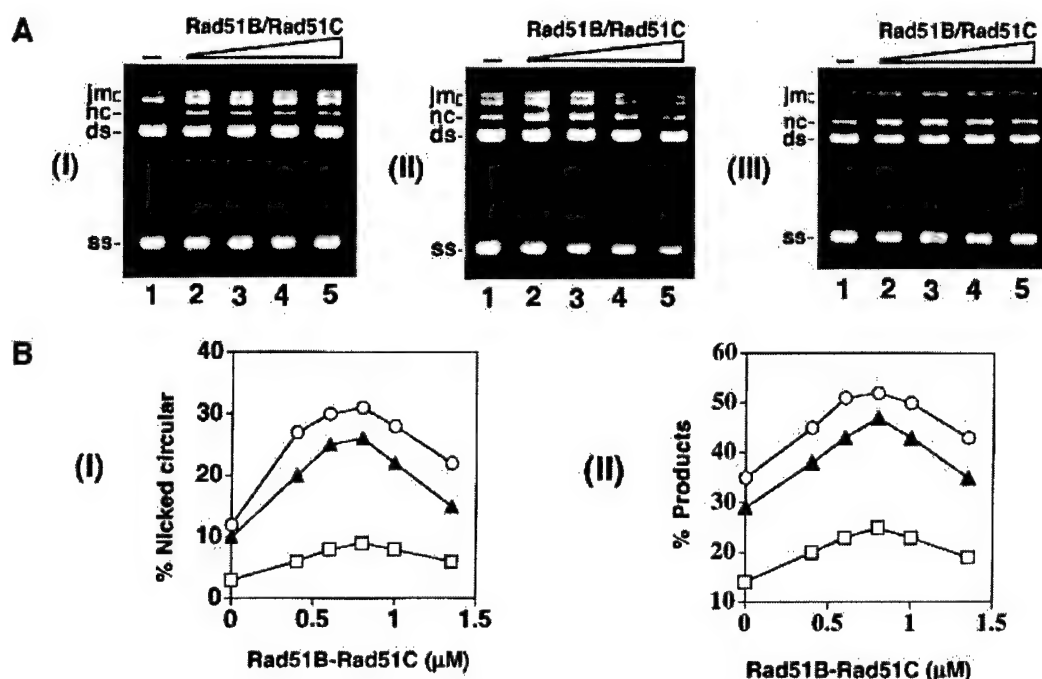 A
Rad51B/Rad51C
Rad51B/Rad51C
Rad51B/Rad51C
(I)
jm
nc-
ds-
ss-
1 2 3 4 5
(II)
jm
nc-
ds-
ss-
1 2 3 4 5
(III)
jm
nc-
ds-
ss-
1 2 3 4 5
B
(I)
% Nicked circular
40
30
20
10
0
0 0.5 1 1.5
Rad51B-Rad51C (μM)
(II)
% Products
60
50
40
30
20
10
0 0.5 1 1.5
Rad51B-Rad51C (μM)